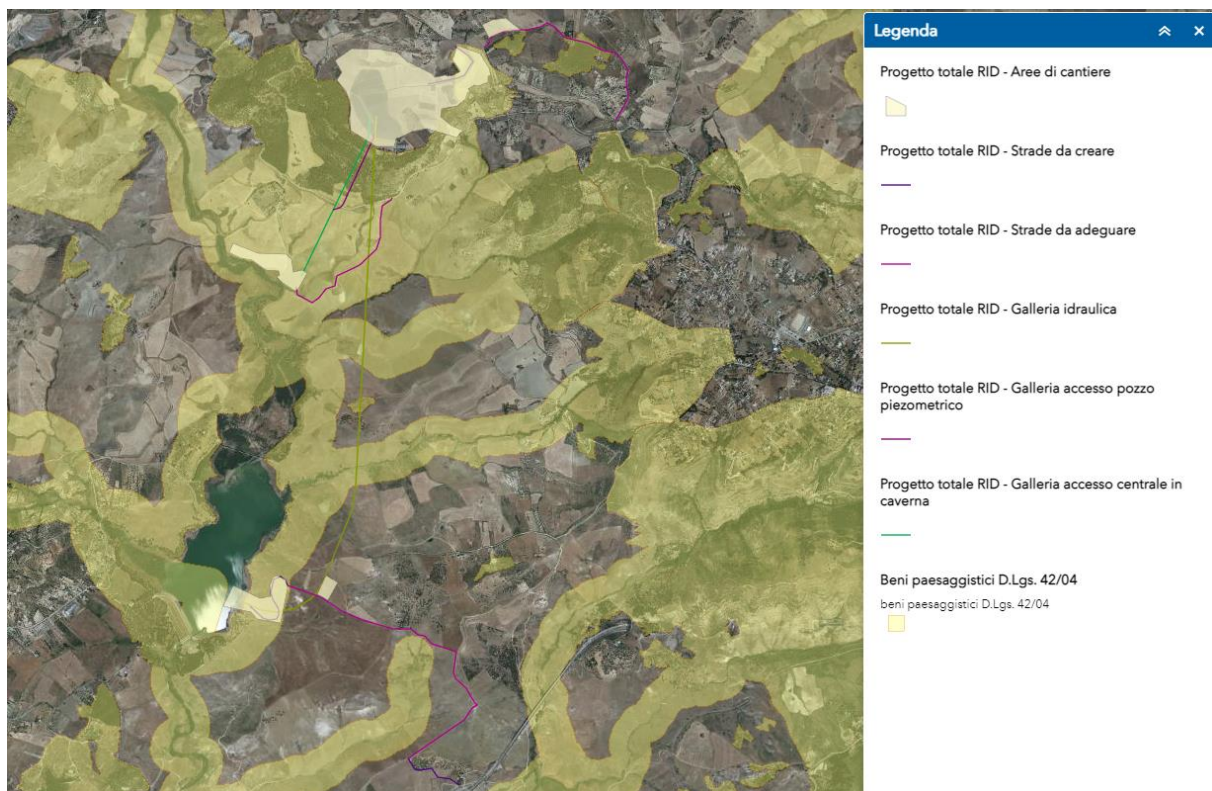 Legenda
Progetto totale RID - Aree di cantiere
Progetto totale RID - Strade da creare
Progetto totale RID - Strade da adeguare
Progetto totale RID - Galleria idraulica
Progetto totale RID - Galleria accesso pozzo
piezometrico
Progetto totale RID - Galleria accesso centrale in
caverna
Beni paesaggistici D.Lgs. 42/04
beni paesaggistici D.Lgs. 42/04